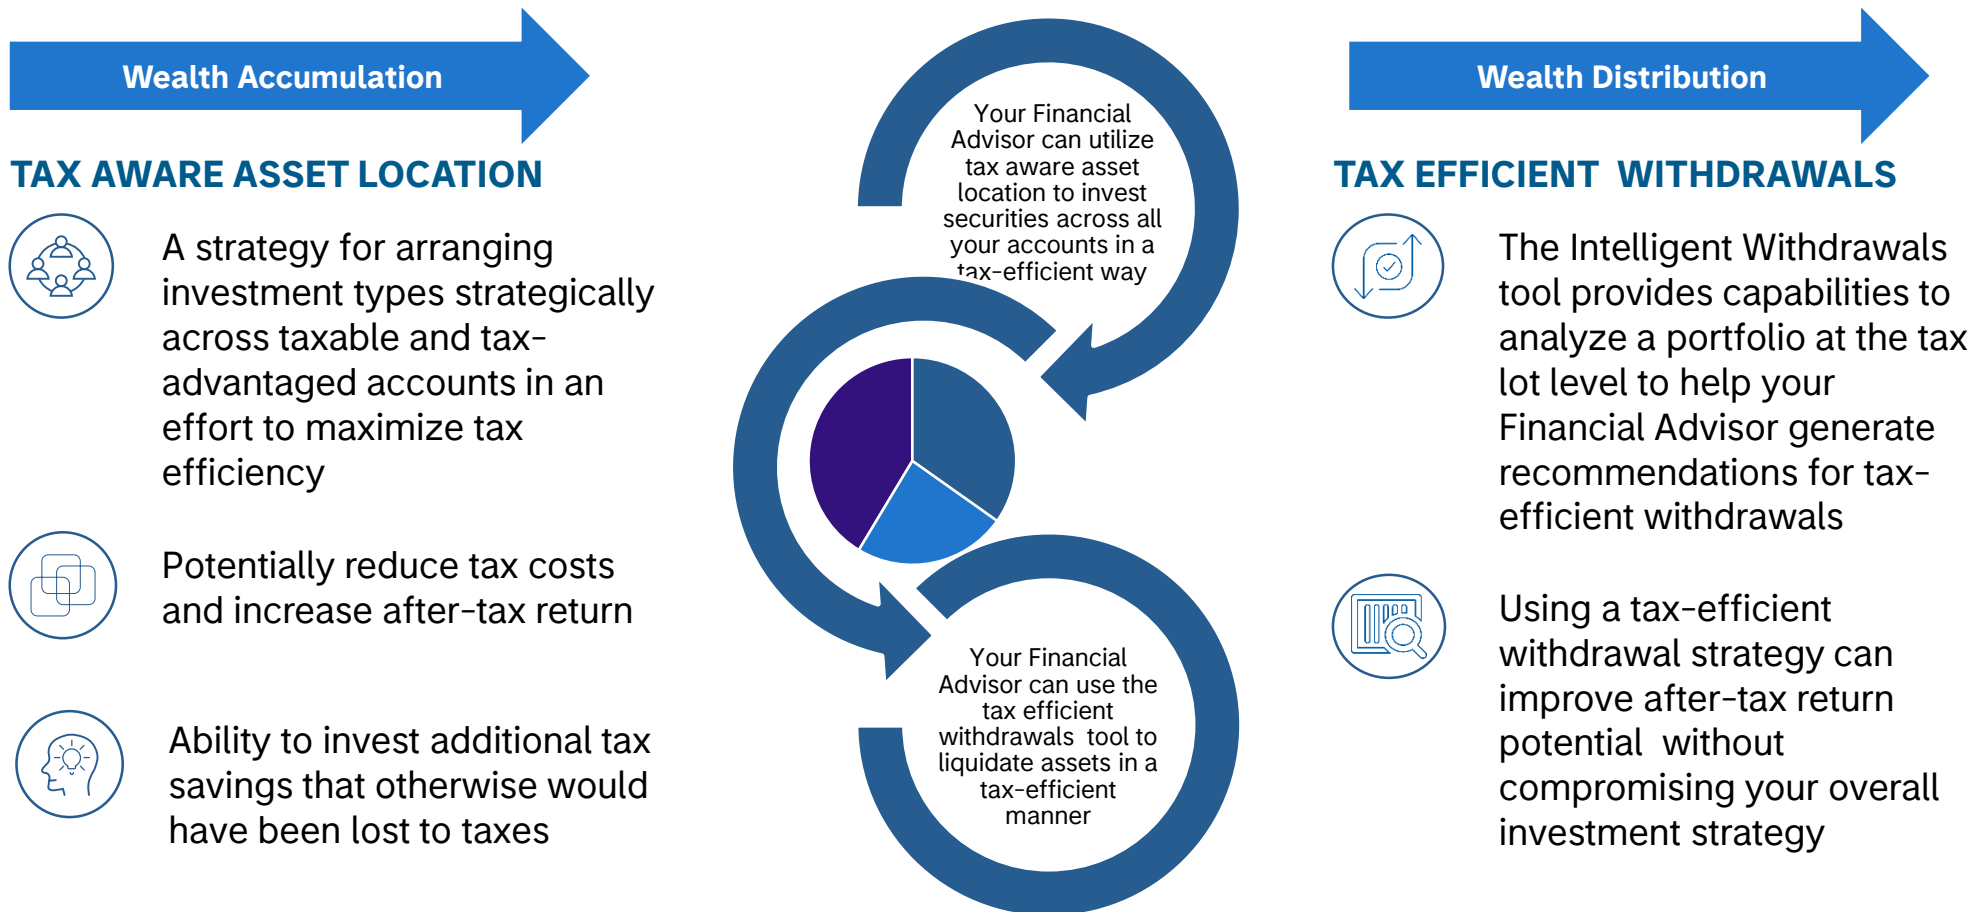 Wealth Accumulation
TAX AWARE ASSET LOCATION
A strategy for arranging
investment types strategically
across taxable and tax-
advantaged accounts in an
effort to maximize tax
efficiency
Potentially reduce tax costs
and increase after-tax return
Ability to invest additional tax
savings that otherwise would
have been lost to taxes
Your Financial
Advisor can utilize
tax aware asset
location to invest
securities across all
your accounts in a
tax-efficient way
Your Financial
Advisor can use the
tax efficient
withdrawals  tool to
liquidate assets in a
tax-efficient
manner
Wealth Distribution
TAX EFFICIENT  WITHDRAWALS
The Intelligent Withdrawals
tool provides capabilities to
analyze a portfolio at the tax
lot level to help your
Financial Advisor generate
recommendations for tax-
efficient withdrawals
Using a tax-efficient
withdrawal strategy can
improve after-tax return
potential  without
compromising your overall
investment strategy